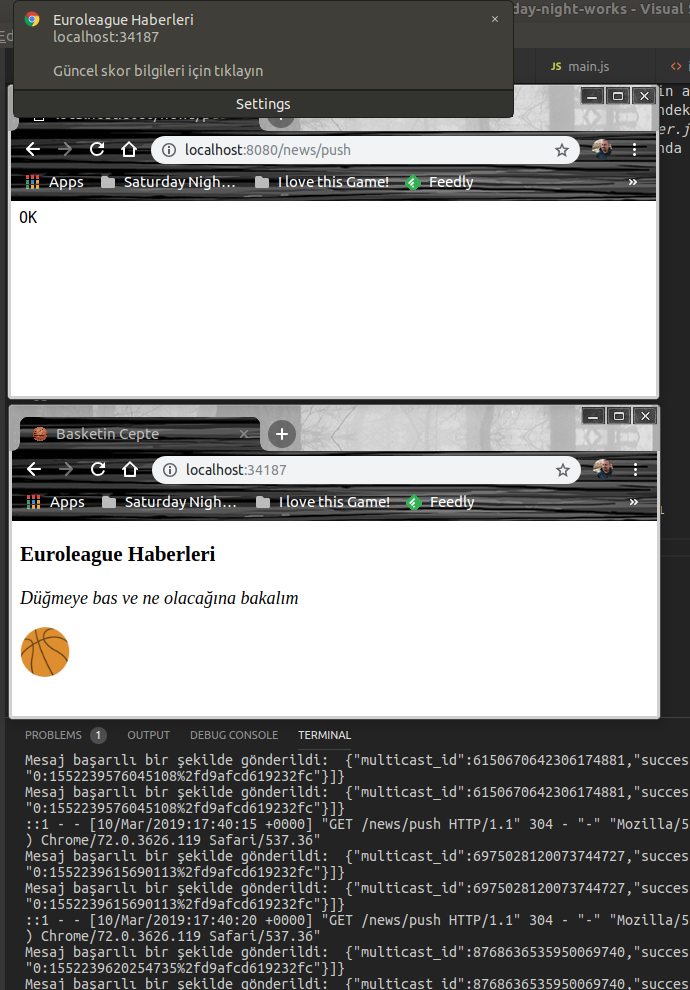 day-night-works - Visual
Euroleague Haberleri
localhost:34187
Güncel skor bilgileri için tıklayın
Settings
JS main.js
in a
ndek
er.j
nda
localhost:8080/news/push
Apps Saturday Nigh… I love this Game! Feedly »
OK
Basketin Cepte
localhost:34187
Apps Saturday Nigh… I love this Game! Feedly »
Euroleague Haberleri
Düğmeye bas ve ne olacağına bakalım
PROBLEMS 1 OUTPUT DEBUG CONSOLE TERMINAL
Mesaj başarılı bir şekilde gönderildi: {"multicast_id":6150670642306174881,"succes
"0:1552239576045108%2fd9afcd619232fc"}]}
Mesaj başarılı bir şekilde gönderildi: {"multicast_id":6150670642306174881,"succes
"0:1552239576045108%2fd9afcd619232fc"}]}
::1 - - [10/Mar/2019:17:40:15 +0000] "GET /news/push HTTP/1.1" 304 - "-" "Mozilla/5
) Chrome/72.0.3626.119 Safari/537.36"
Mesaj başarılı bir şekilde gönderildi: {"multicast_id":6975028120073744727,"succes
"0:1552239615690113%2fd9afcd619232fc"}]}
Mesaj başarılı bir şekilde gönderildi: {"multicast_id":6975028120073744727,"succes
"0:1552239615690113%2fd9afcd619232fc"}]}
::1 - - [10/Mar/2019:17:40:20 +0000] "GET /news/push HTTP/1.1" 304 - "-" "Mozilla/5
) Chrome/72.0.3626.119 Safari/537.36"
Mesaj başarılı bir şekilde gönderildi: {"multicast_id":8768636535950069740,"succes
"0:1552239620254735%2fd9afcd619232fc"}]}
Mesaj başarılı bir şekilde gönderildi: {"multicast_id":8768636535950069740,"succes